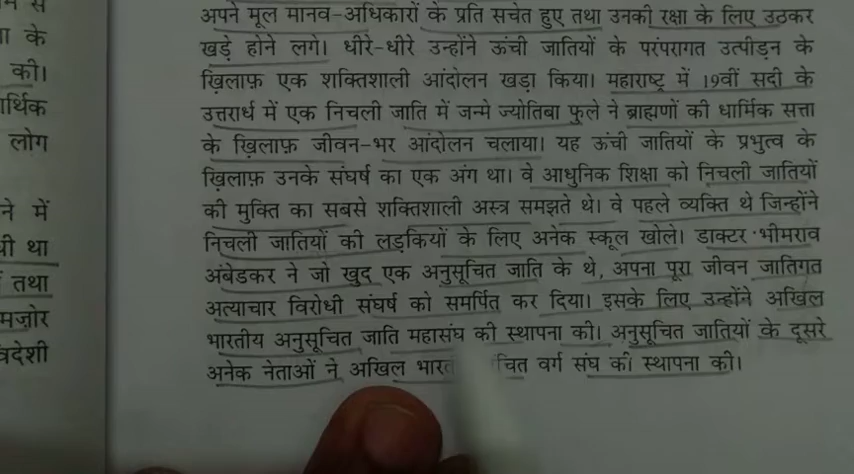 म स
ा के
की।
र्थिक
लोग
ने में
ी था
तथा
मज़ोर
वदेशी
अपने मूल मानव-अधिकारों के प्रति सचेत हुए तथा उनकी रक्षा के लिए उठकर
खड़े होने लगे। धीरे-धीरे उन्होंने ऊंची जातियों के परंपरागत उत्पीड़न के
ख़िलाफ़ एक शक्तिशाली आंदोलन खड़ा किया। महाराष्ट्र में 19वीं सदी के
उत्तरार्ध में एक निचली जाति में जन्मे ज्योतिबा फुले ने ब्राह्मणों की धार्मिक सत्ता
के ख़िलाफ़ जीवन-भर आंदोलन चलाया। यह ऊंची जातियों के प्रभुत्व के
ख़िलाफ़ उनके संघर्ष का एक अंग था। वे आधुनिक शिक्षा को निचली जातियों
की मुक्ति का सबसे शक्तिशाली अस्त्र समझते थे। वे पहले व्यक्ति थे जिन्होंने
निचली जातियों की लड़कियों के लिए अनेक स्कूल खोले। डाक्टर भीमराव
अंबेडकर ने जो खुद एक अनुसूचित जाति के थे, अपना पूरा जीवन जातिगत
अत्याचार विरोधी संघर्ष को समर्पित कर दिया। इसके लिए उन्होंने अखिल
भारतीय अनुसूचित जाति महासंघ की स्थापना की। अनुसूचित जातियों के दूसरे
अनेक नेताओं ने अखिल भारत चित वर्ग संघ की स्थापना की।